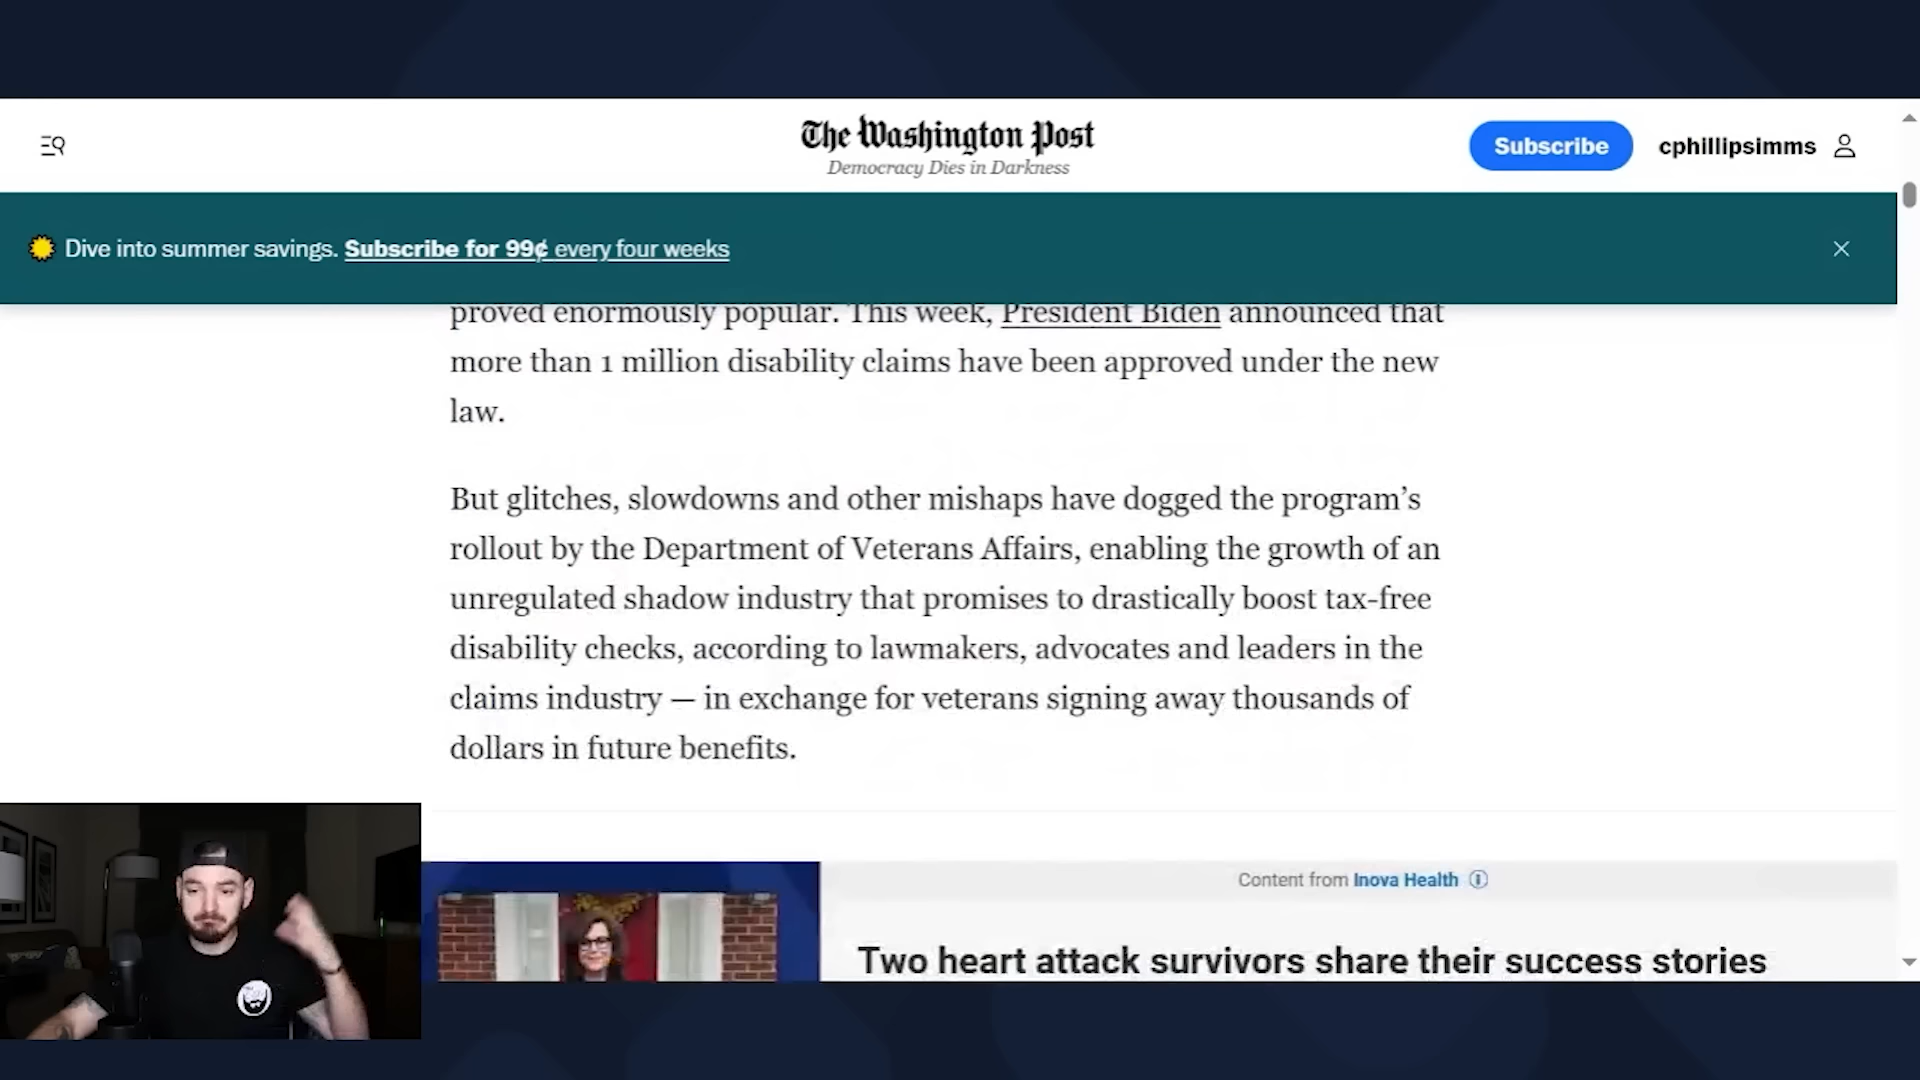 The Washington Post
Democracy Dies in Darkness
Subscribe
cphillipsimms
Dive into summer savings. Subscribe for 99¢ every four weeks
proved enormously popular. This week, President Biden announced that
more than 1 million disability claims have been approved under the new
law.
But glitches, slowdowns and other mishaps have dogged the program’s
rollout by the Department of Veterans Affairs, enabling the growth of an
unregulated shadow industry that promises to drastically boost tax-free
disability checks, according to lawmakers, advocates and leaders in the
claims industry — in exchange for veterans signing away thousands of
dollars in future benefits.
Content from Inova Health
Two heart attack survivors share their success stories